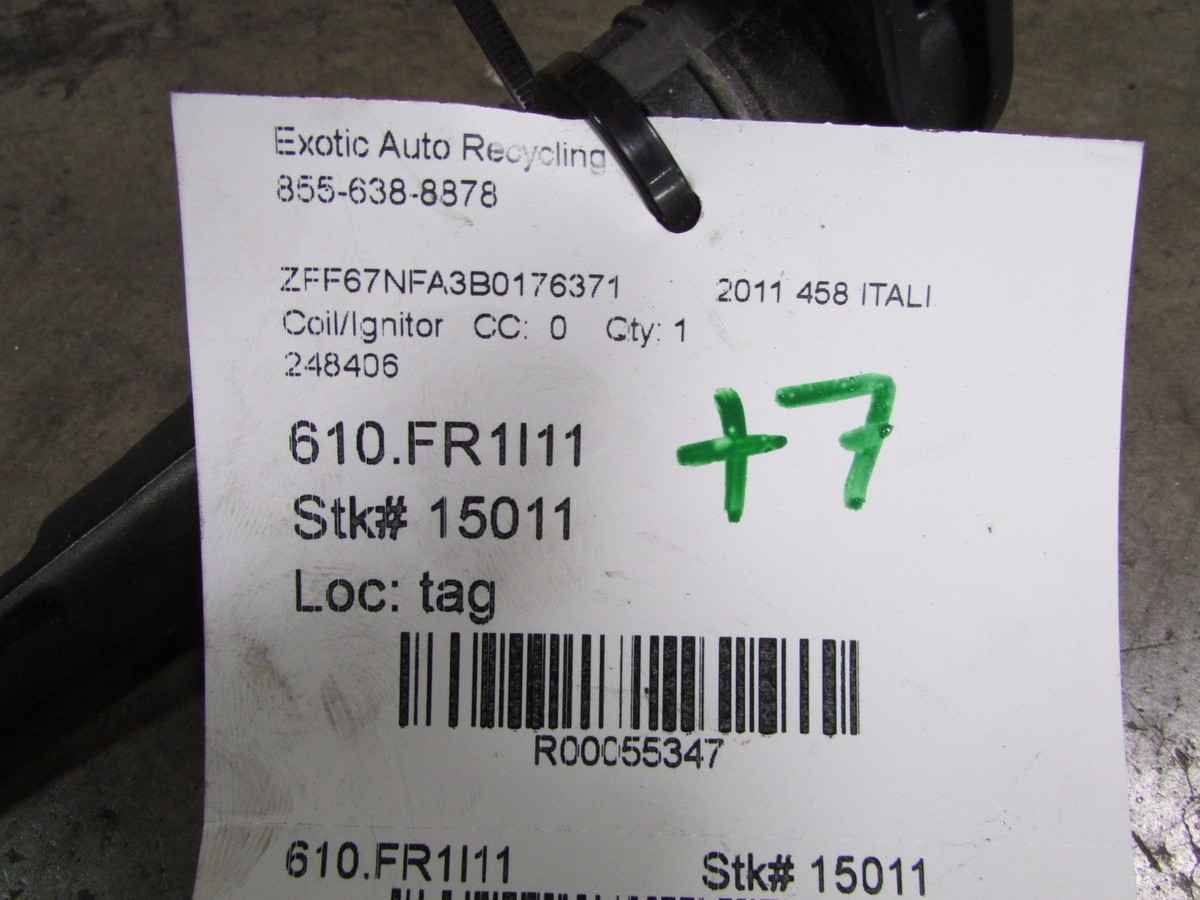 Exotic Auto Recycling
855-638-8878
ZFF67NFA3B0176371 2011 458 ITALI
Coil/Ignitor CC: 0 Qty: 1
248406
+7
610.FR1I11
Stk# 15011
Loc: tag
R00055347
610.FR1I11 Stk# 15011